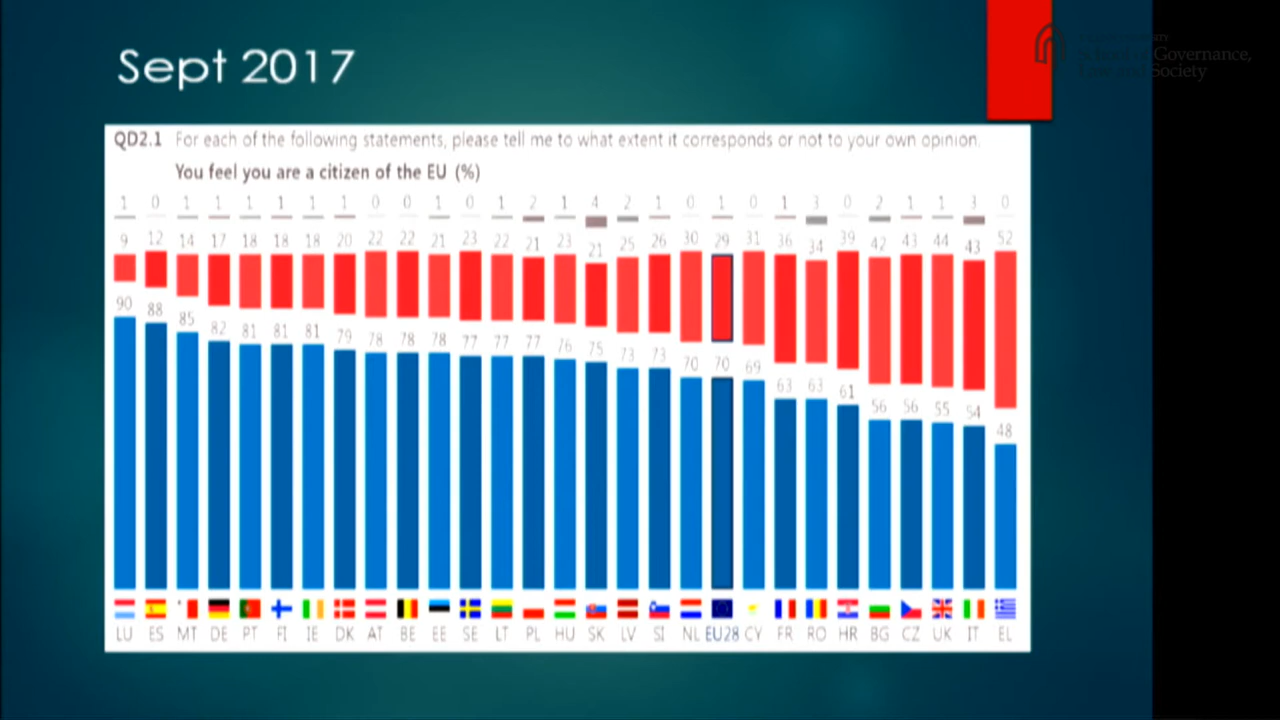 Sept 2017
School of Governance,
Law and Society
QD2.1 For each of the following statements, please tell me to what extent it corresponds or not to your own opinion.
You feel you are a citizen of the EU (%)
1 0 1 1 1 1 1 1 0 0 1 0 1 2 1 4 2 1 0 1 0 1 3 0 2 1 1 3 0
9 12 14 17 18 18 18 20 22 22 21 23 22 21 23 21 25 26 30 29 31 36 34 39 42 43 44 43 52
90 88 85 82 81 81 81 79 78 78 78 77 77 77 76 75 73 73 70 70 69 63 63 61 56 56 55 54 48
LU ES MT DE PT FI IE DK AT BE EE SE LT PL HU SK LV SI NL EU28 CY FR RO HR BG CZ UK IT EL